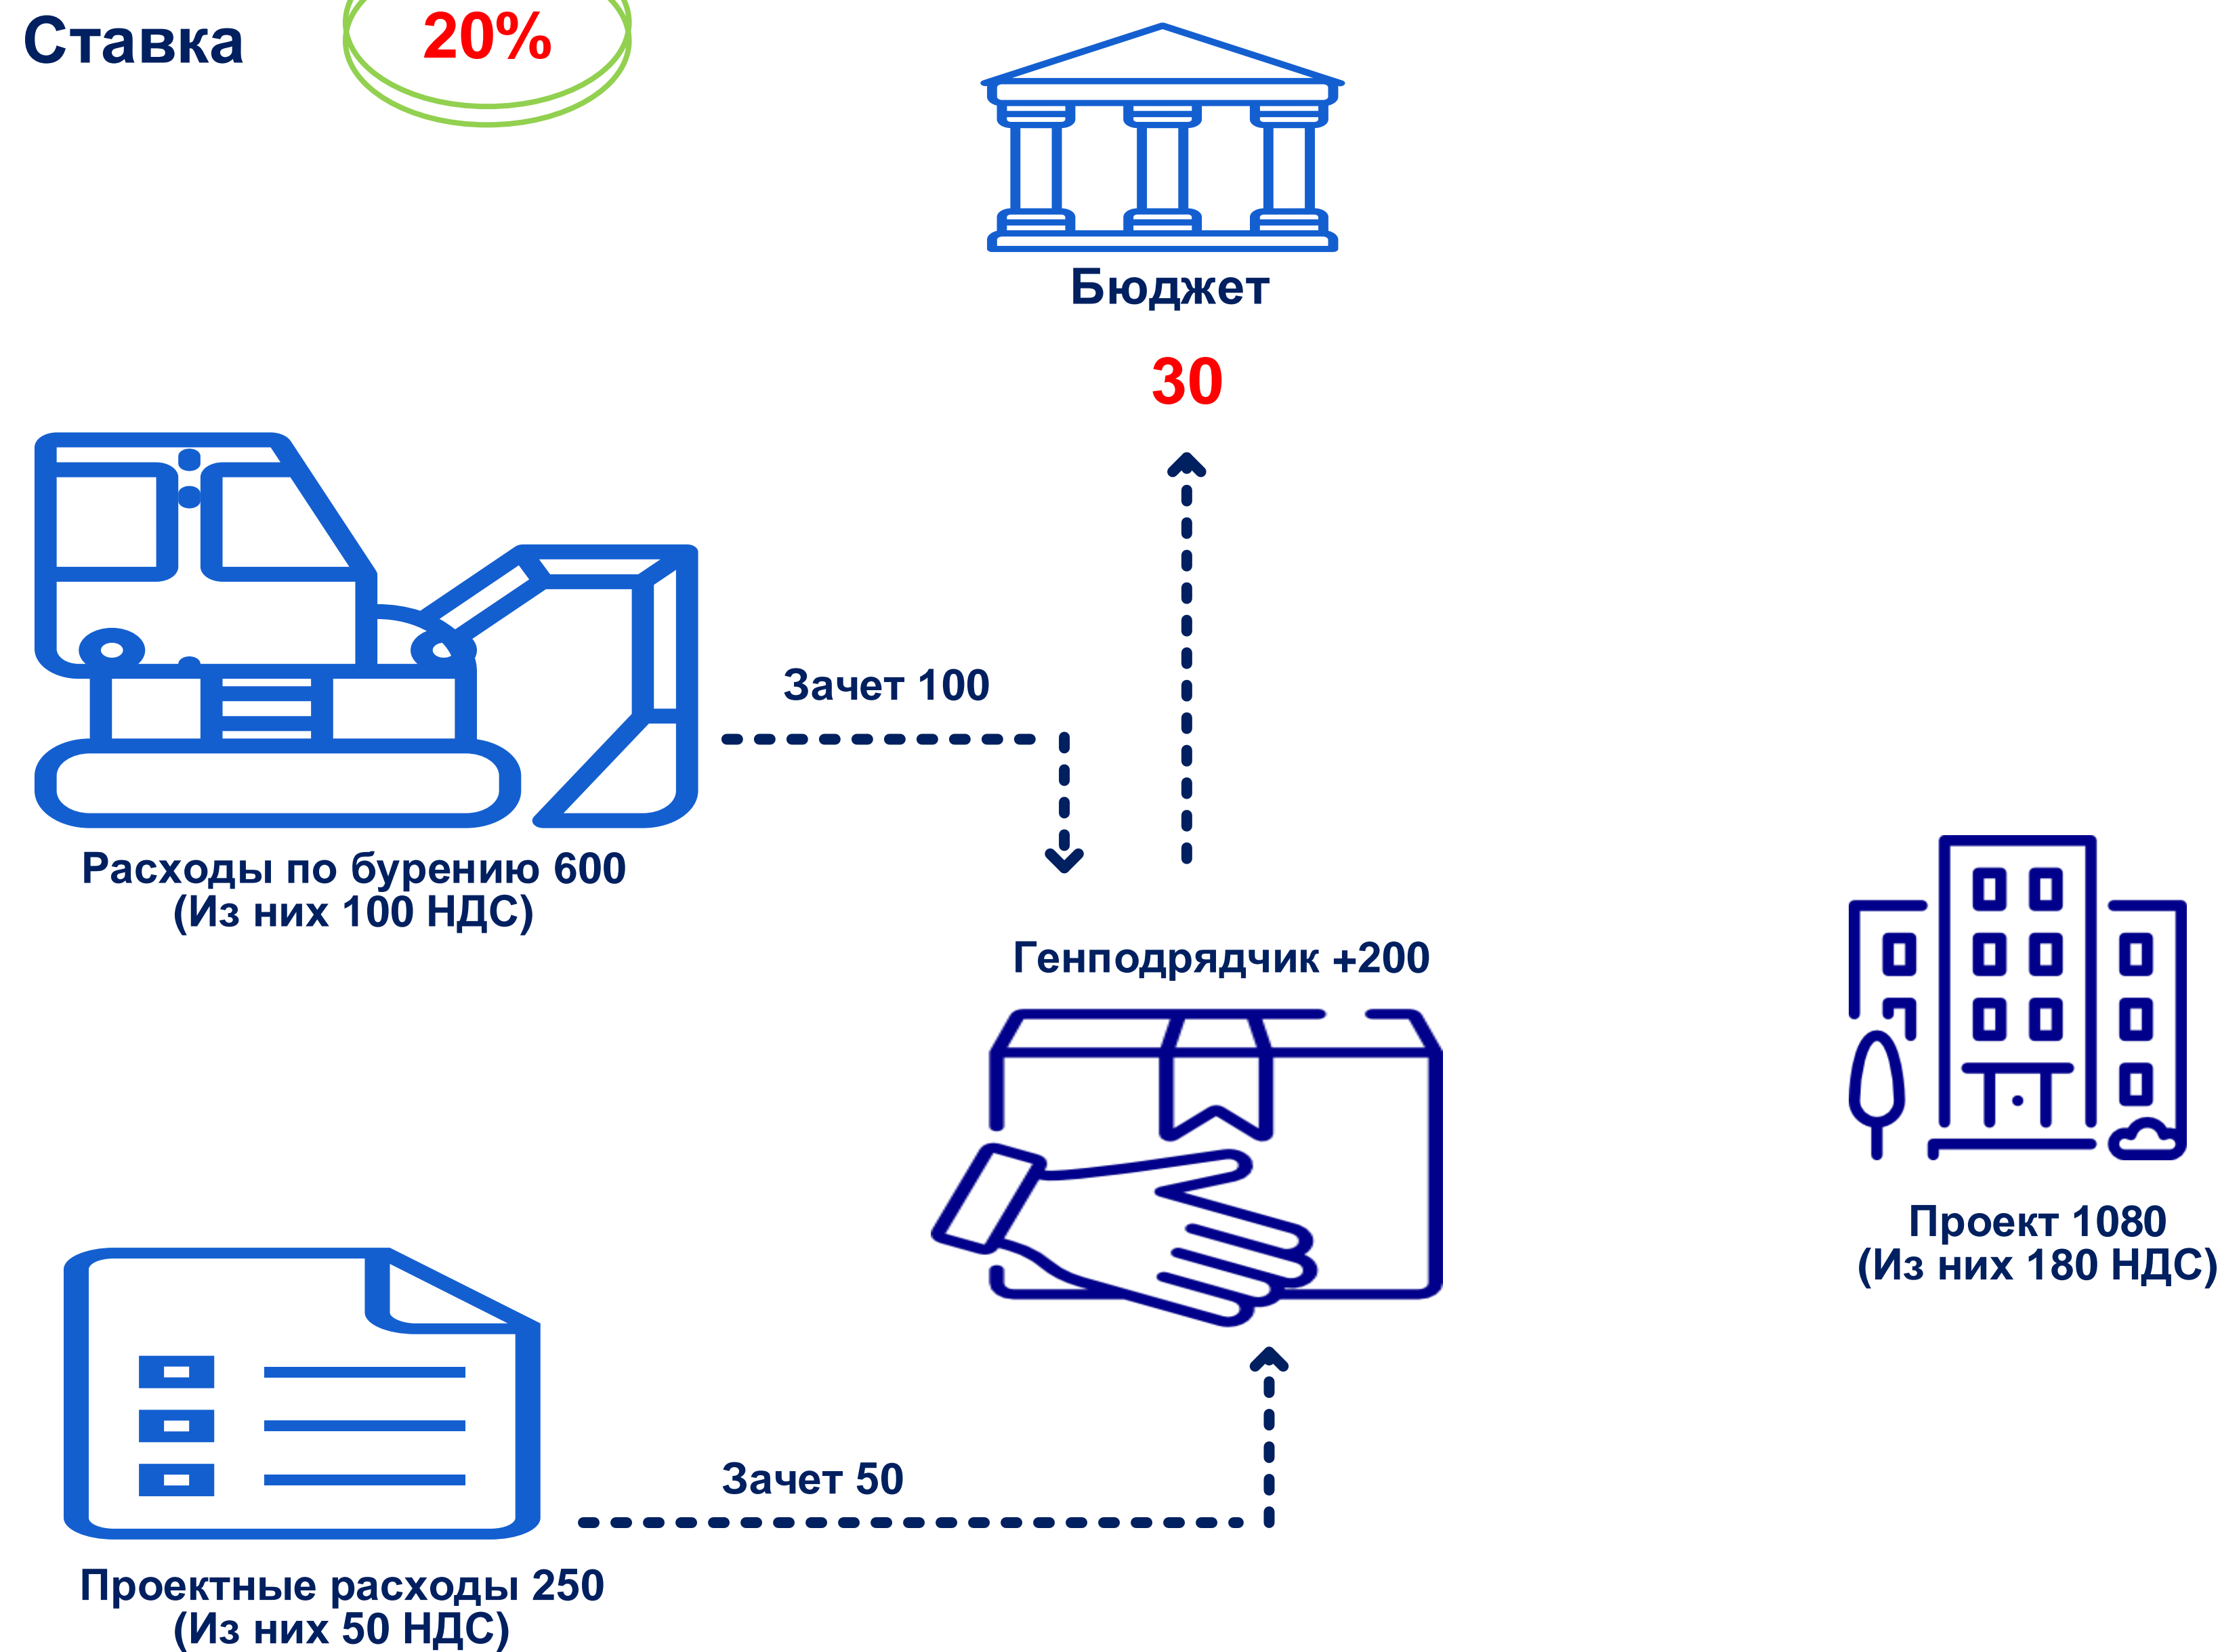 Ставка
20%
Бюджет
30
Зачет 100
Расходы по бурению 600
(Из них 100 НДС)
Генподрядчик +200
Проект 1080
(Из них 180 НДС)
Зачет 50
Проектные расходы 250
(Из них 50 НДС)